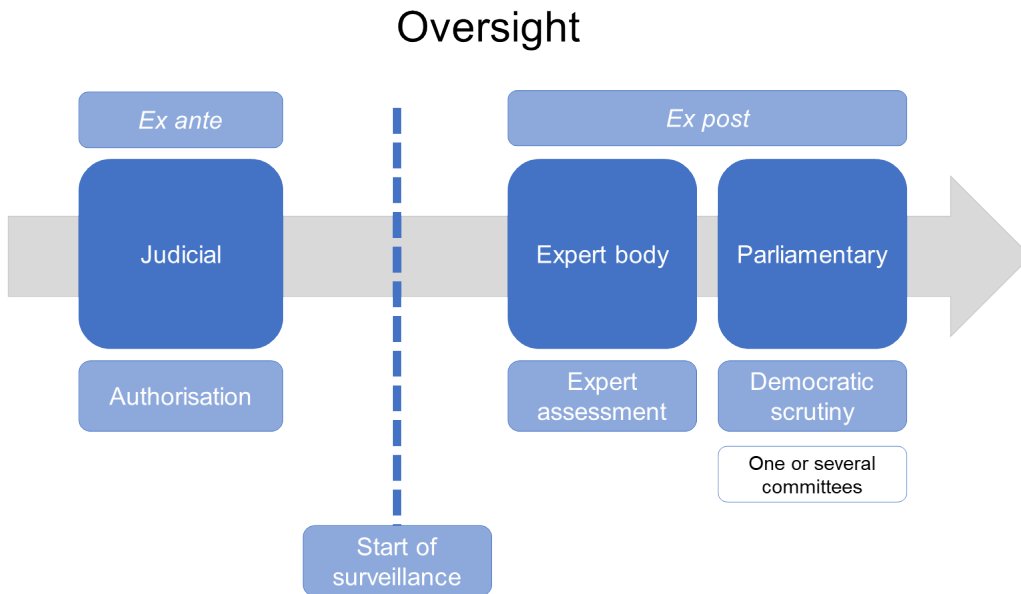 Oversight
Ex ante
Ex post
Judicial
Expert body
Parliamentary
Authorisation
Expert
assessment
Democratic
scrutiny
One or several
committees
Start of
surveillance